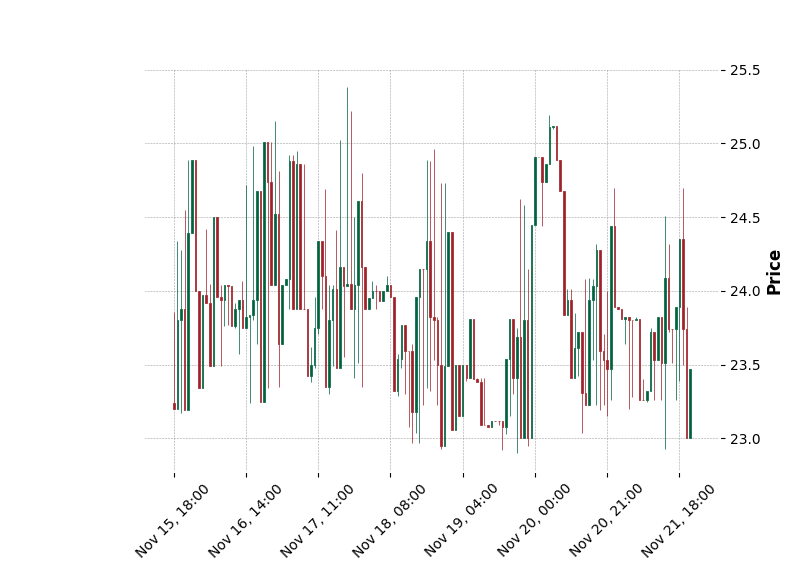 25.5
25.0
24.5
24.0
23.5
23.0
Price
Nov 15, 18:00
Nov 16, 14:00
Nov 17, 11:00
Nov 18, 08:00
Nov 19, 04:00
Nov 20, 00:00
Nov 20, 21:00
Nov 21, 18:00